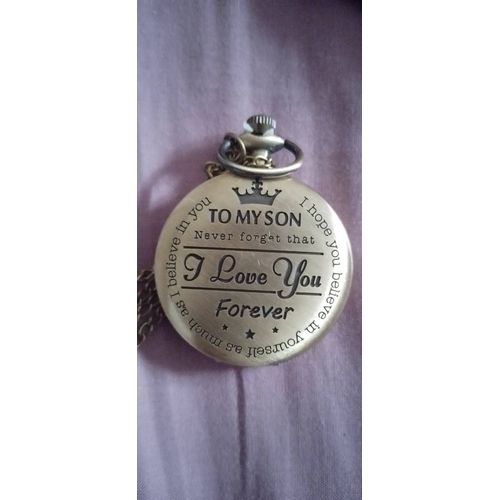 TO MY SON
Never forget that
I Love You
Forever
I hope you believe in yourself as much as I believe in you